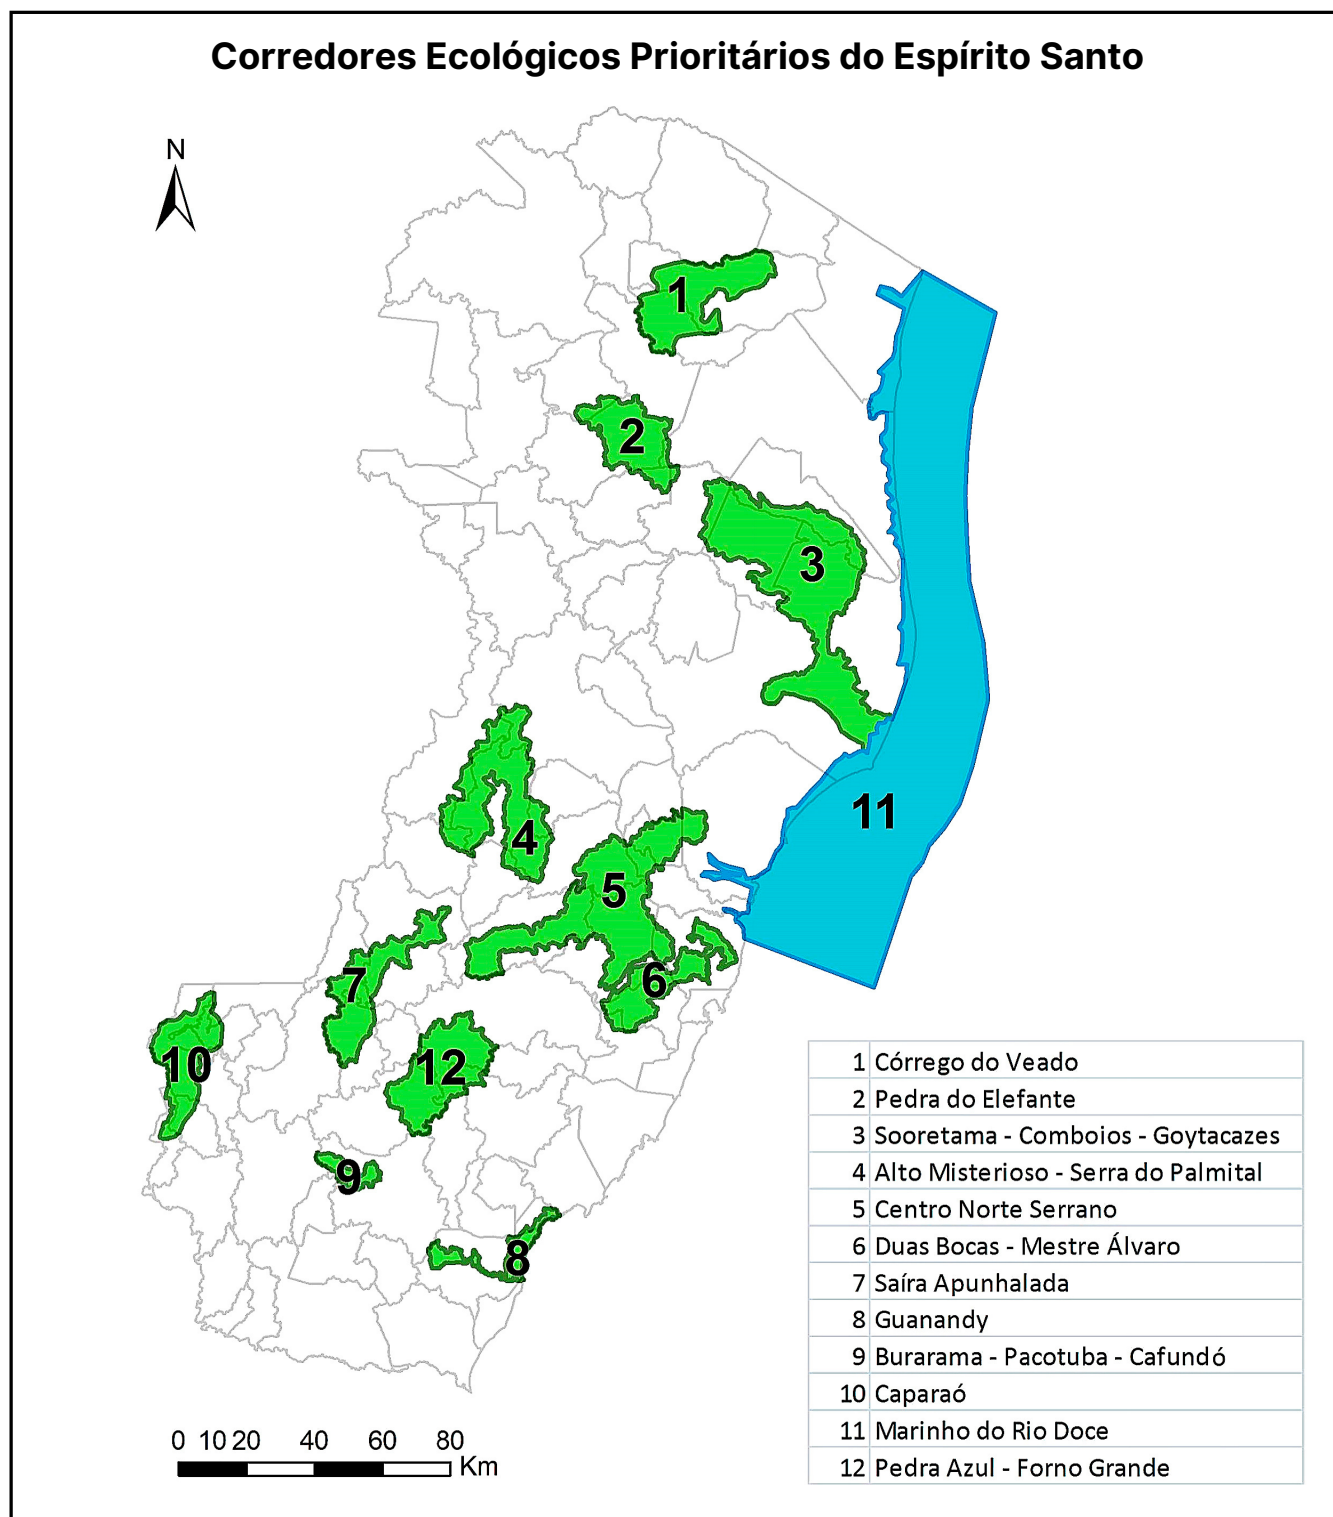 Corredores Ecológicos Prioritários do Espírito Santo
N
1
2
3
4
5
6
7
8
9
10
11
12
1 Córrego do Veado
2 Pedra do Elefante
3 Sooretama - Comboios - Goytacazes
4 Alto Misterioso - Serra do Palmital
5 Centro Norte Serrano
6 Duas Bocas - Mestre Álvaro
7 Saíra Apunhalada
8 Guanandy
9 Burarama - Pacotuba - Cafundó
10 Caparaó
11 Marinho do Rio Doce
12 Pedra Azul - Forno Grande
0 10 20 40 60 80
Km